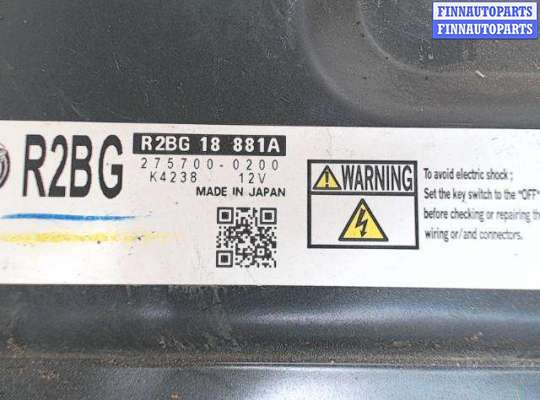 FINNAUTOPARTS
FINNAUTOPARTS
R2BG
R2BG 18 881A
275700-0200
K4238 12V
MADE IN JAPAN
WARNING
To avoid electric shock ;
Set the key switch to the "OFF"
before checking or repairing the
wiring or/and connectors.